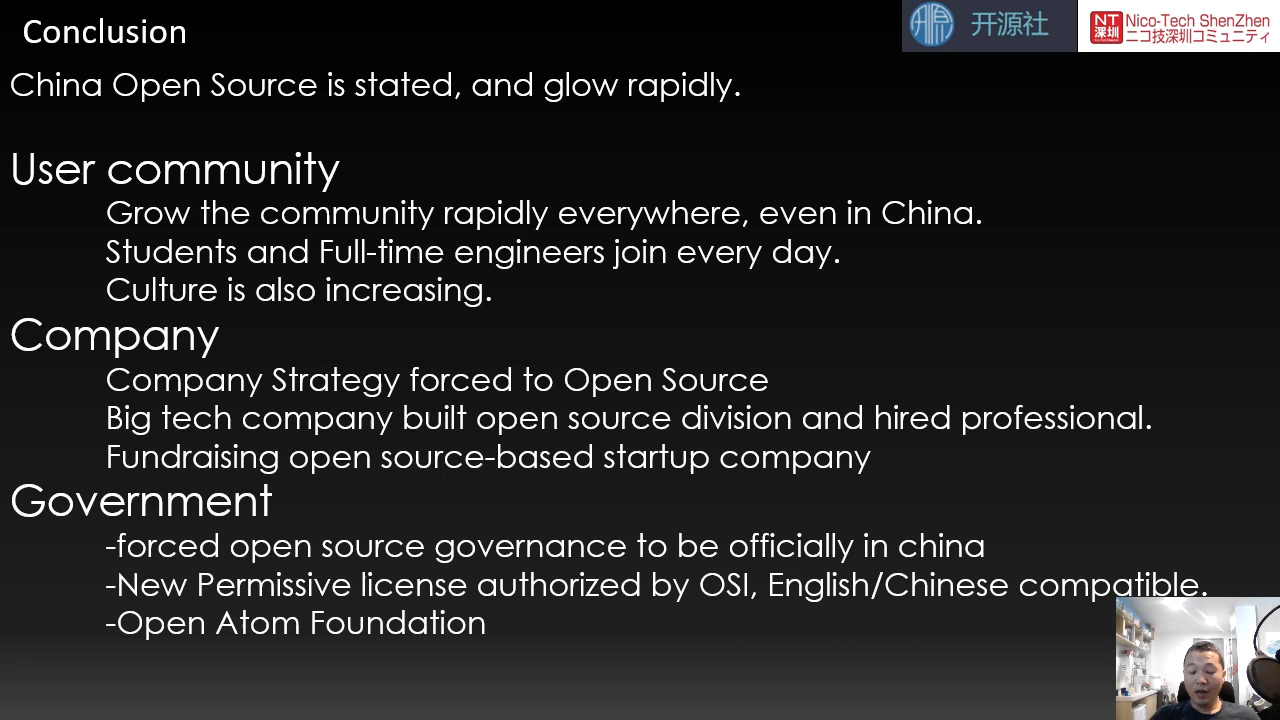 Conclusion
开源社
NT
深圳
Nico-Tech ShenZhen
ニコ技深圳コミュニティ
China Open Source is stated, and glow rapidly.
User community
Grow the community rapidly everywhere, even in China.
Students and Full-time engineers join every day.
Culture is also increasing.
Company
Company Strategy forced to Open Source
Big tech company built open source division and hired professional.
Fundraising open source-based startup company
Government
-forced open source governance to be officially in china
-New Permissive license authorized by OSI, English/Chinese compatible.
-Open Atom Foundation